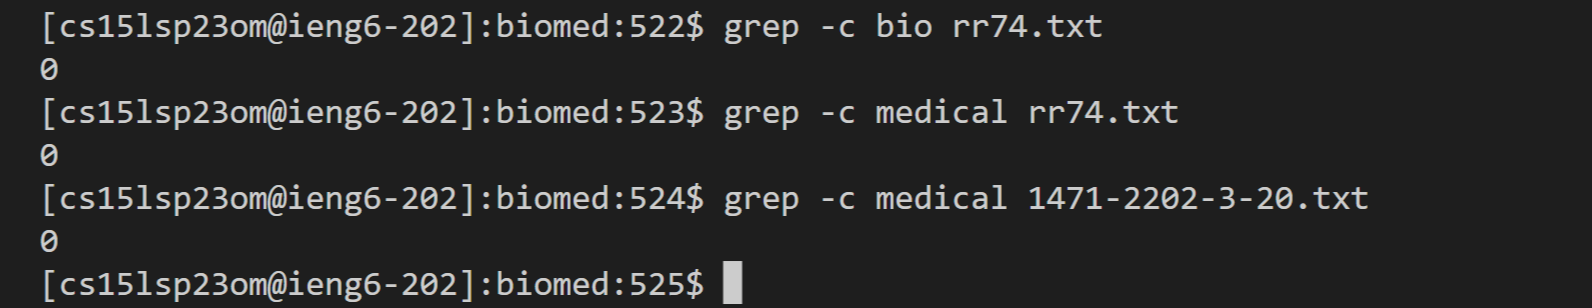 [cs15lsp23om@ieng6-202]:biomed:522$ grep -c bio rr74.txt
0
[cs15lsp23om@ieng6-202]:biomed:523$ grep -c medical rr74.txt
0
[cs15lsp23om@ieng6-202]:biomed:524$ grep -c medical 1471-2202-3-20.txt
0
[cs15lsp23om@ieng6-202]:biomed:525$